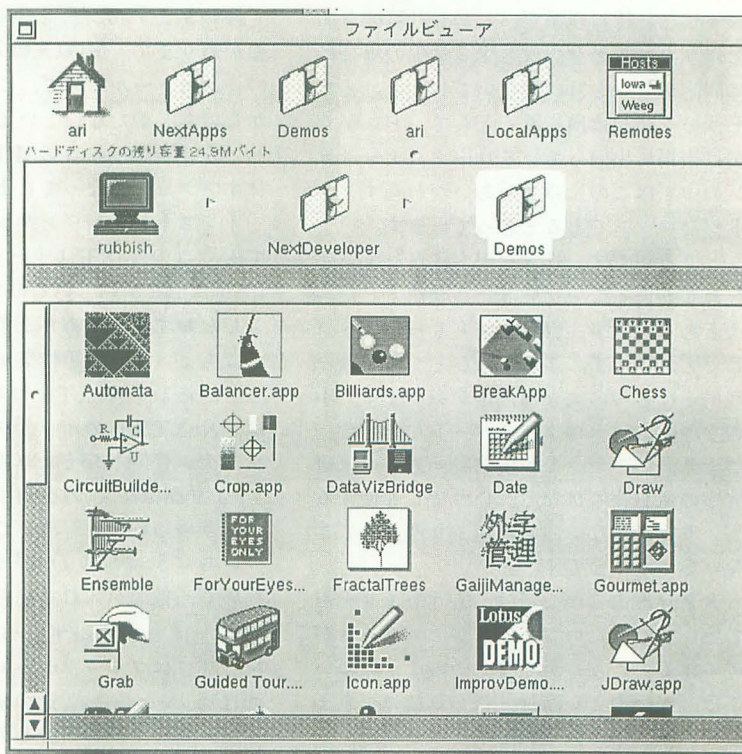 ファイルビューア
Hosts
Iowa
Weeg
ari NextApps Demos ari LocalApps Remotes
ハードディスクの残り容量 24.9Mバイト
rubbish NextDeveloper Demos
Automata Balancer.app Billiards.app BreakApp Chess
R C
U
CircuitBuilde... Crop.app DataVizBridge Date Draw
FOR
YOUR
EYES
ONLY
外字
管理
Ensemble ForYourEyes... FractalTrees GaijiManage... Gourmet.app
Lotus
DEMO
Grab Guided Tour.... Icon.app ImprovDemo.... JDraw.app